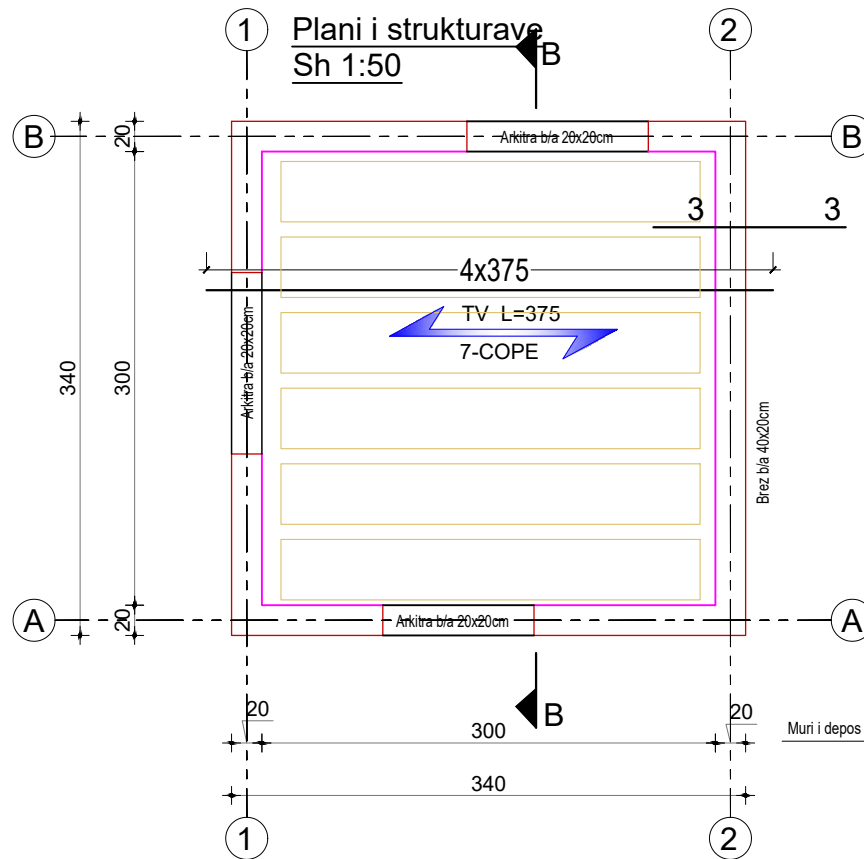 1
Plani i strukturave
Sh 1:50
B
2
B
20
Arkitra b/a 20x20cm
B
3
3
4x375
TV L=375
7-COPE
Arkitra b/a 20x20cm
340
300
Brez b/a 40x20cm
A
20
Arkitra b/a 20x20cm
A
20
300
B
20
Muri i depos
340
1
2